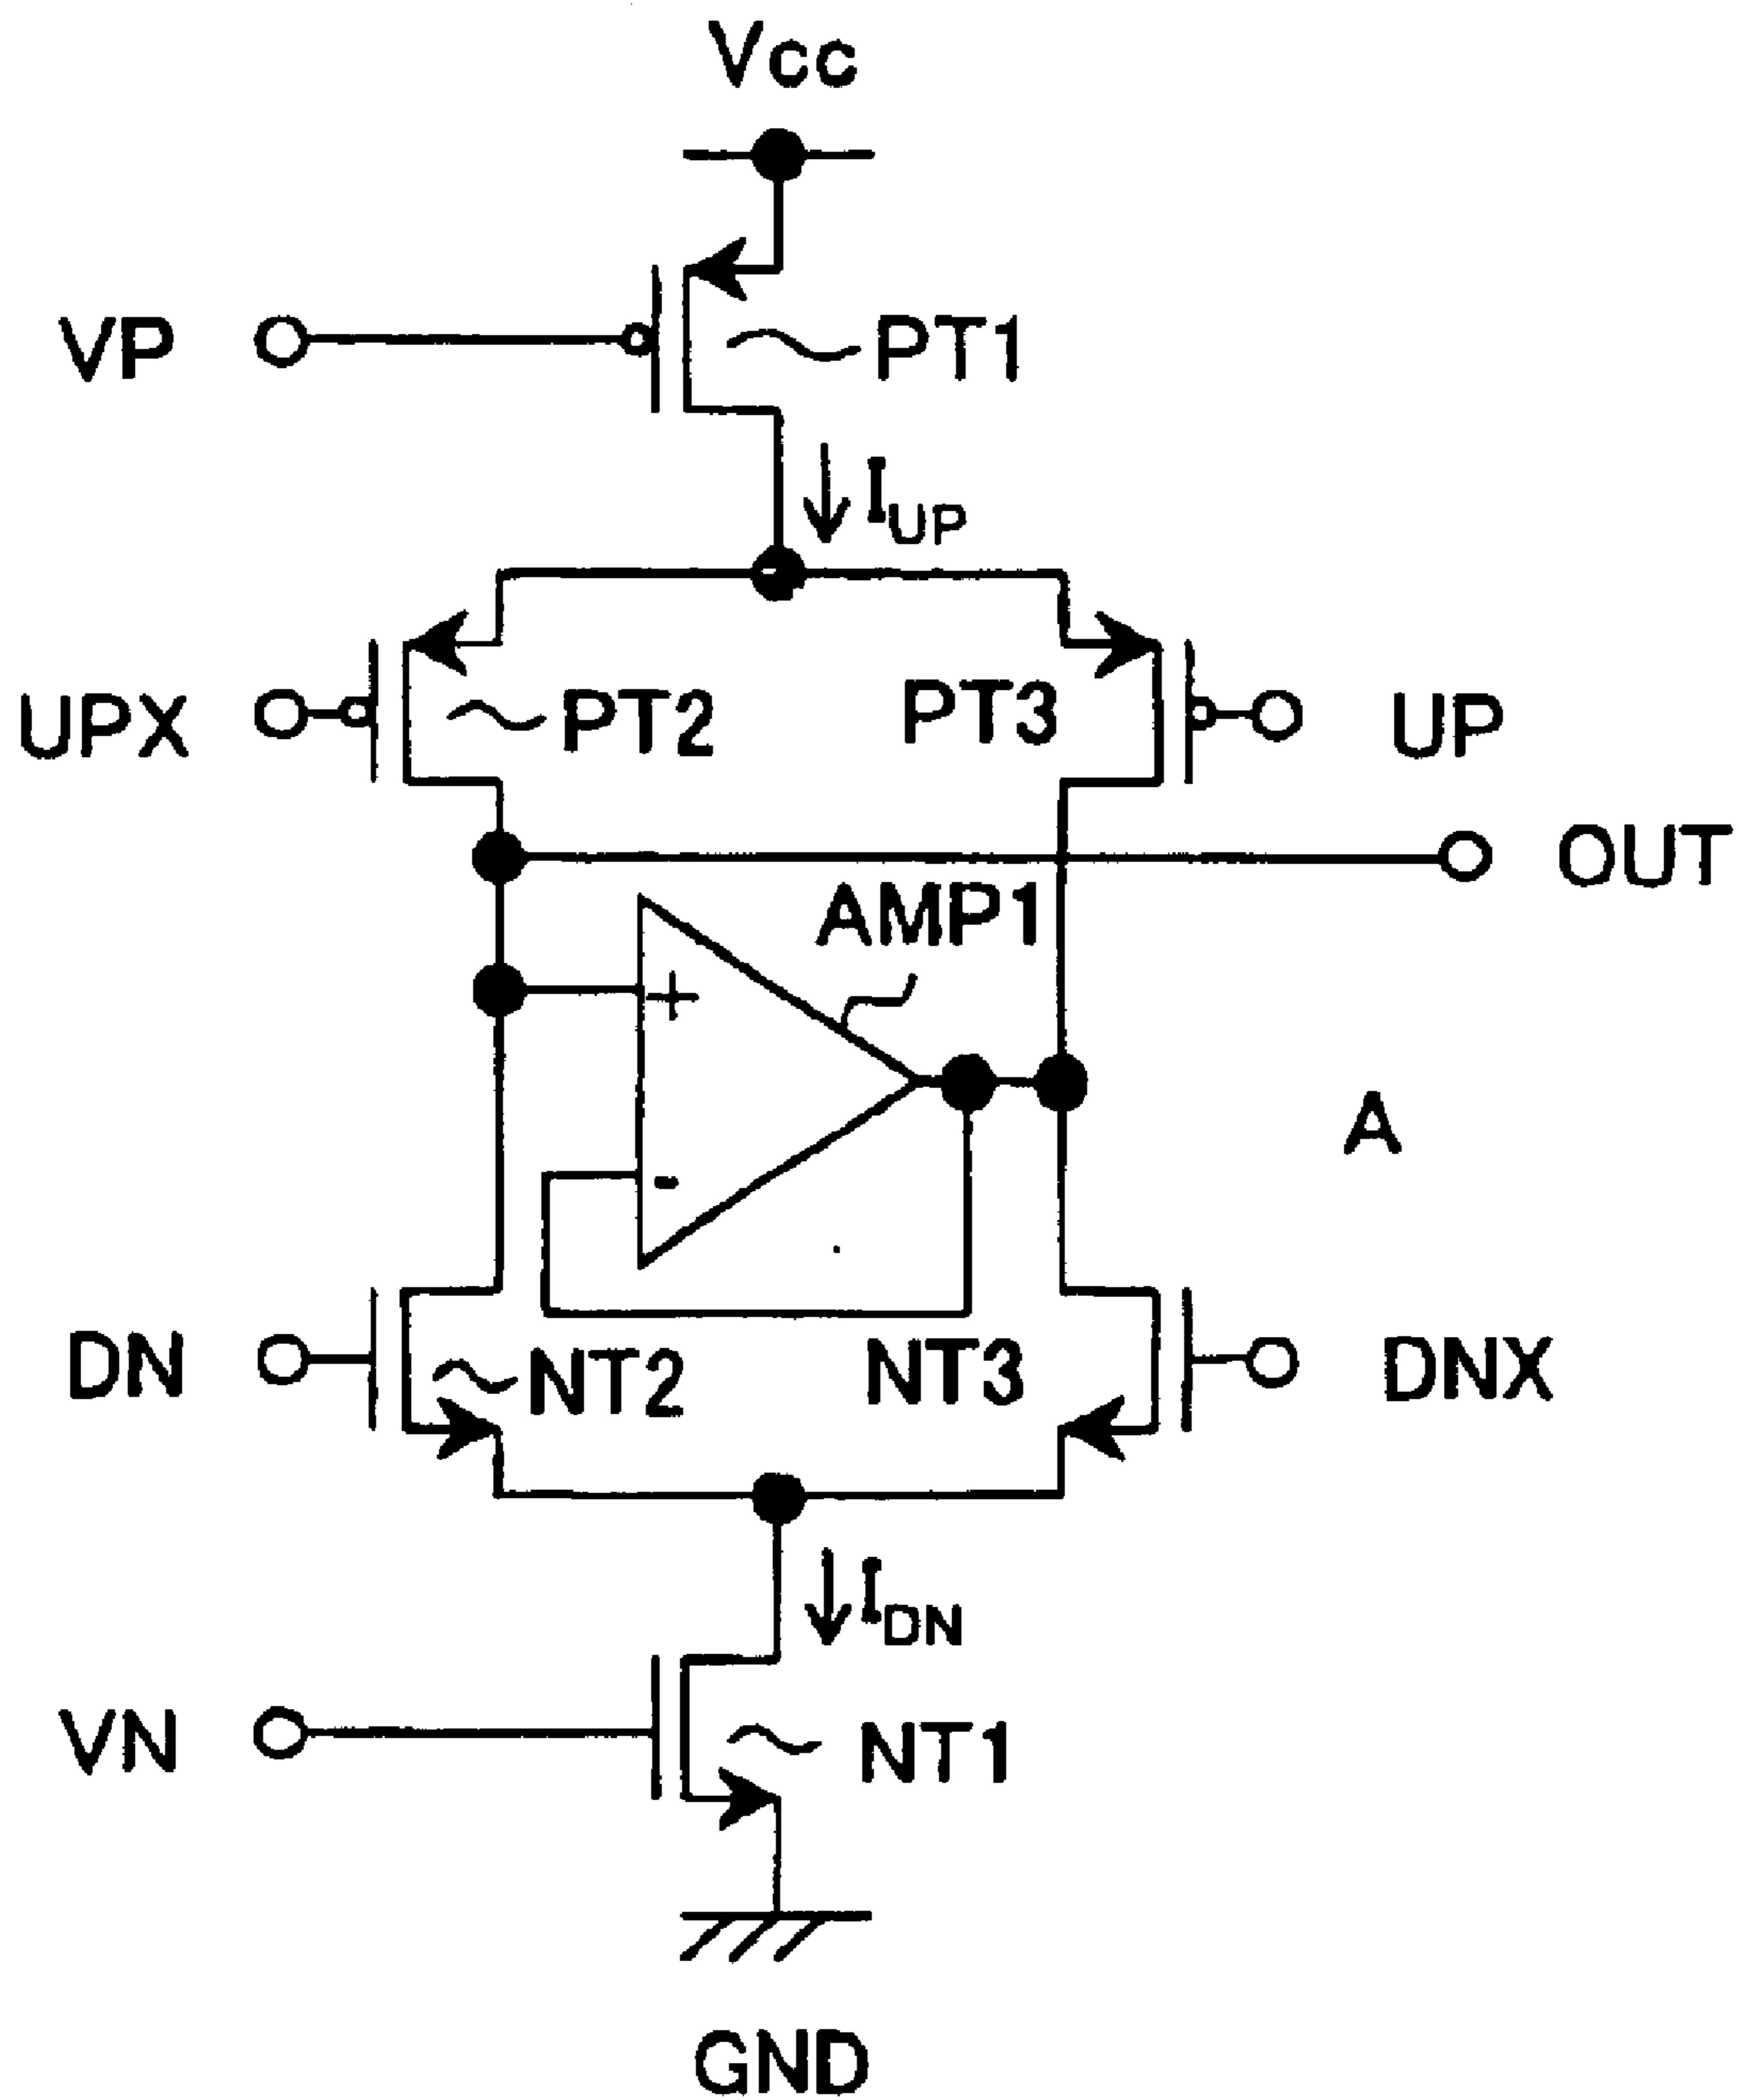 Vcc
VP
PT1
IUP
UPX
PT2
PT3
UP
OUT
AMP1
+
A
-
DN
NT2
NT3
DNX
IDN
VN
NT1
GND